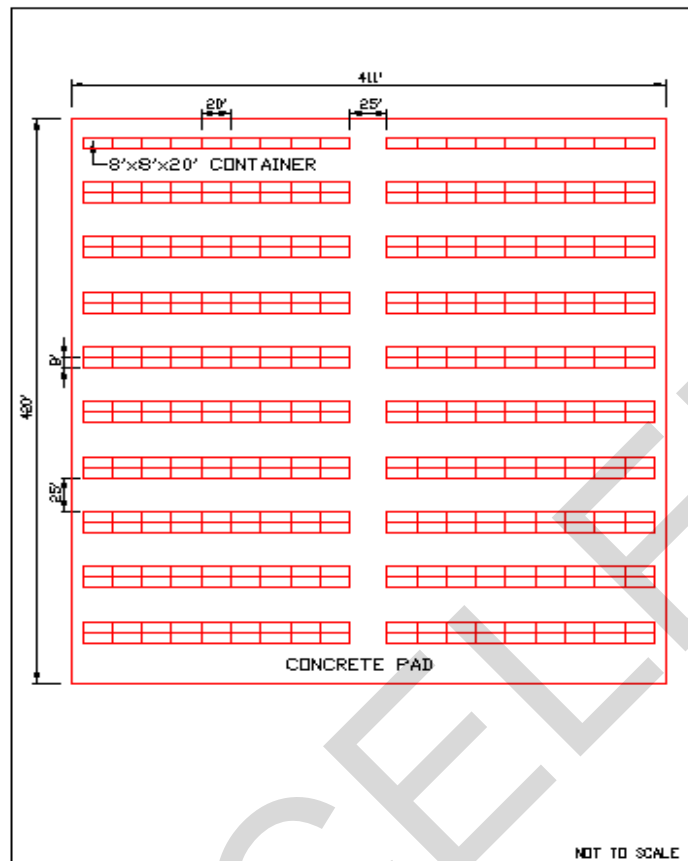 411'
20'
25'
8'x8'x20' CONTAINER
8'
420'
25'
CONCRETE PAD
NOT TO SCALE